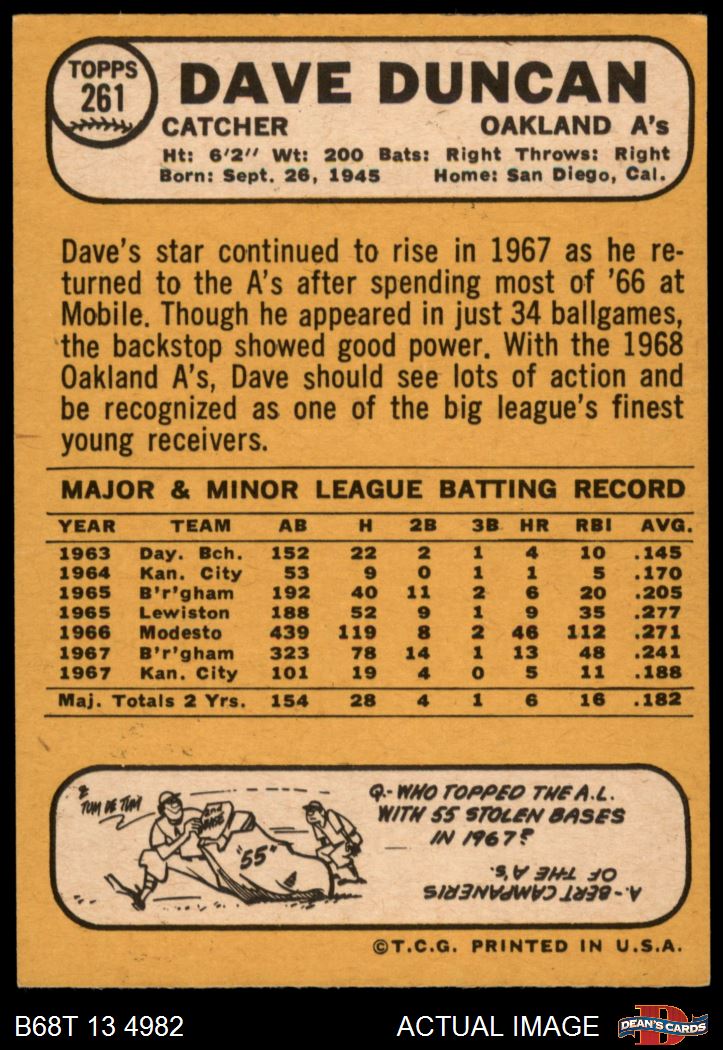 TOPPS
261
DAVE DUNCAN
CATCHER OAKLAND A's
Ht: 6'2" Wt: 200 Bats: Right Throws: Right
Born: Sept. 26, 1945 Home: San Diego, Cal.
Dave's star continued to rise in 1967 as he re-
turned to the A's after spending most of '66 at
Mobile. Though he appeared in just 34 ballgames,
the backstop showed good power. With the 1968
Oakland A's, Dave should see lots of action and
be recognized as one of the big league's finest
young receivers.
MAJOR & MINOR LEAGUE BATTING RECORD
YEAR TEAM AB H 2B 3B HR RBI AVG.
1963 Day. Bch. 152 22 2 1 4 10 .145
1964 Kan. City 53 9 0 1 1 5 .170
1965 B'r'gham 192 40 11 2 6 20 .205
1965 Lewiston 188 52 9 1 9 35 .277
1966 Modesto 439 119 8 2 46 112 .271
1967 B'r'gham 323 78 14 1 13 48 .241
1967 Kan. City 101 19 4 0 5 11 .188
Maj. Totals 2 Yrs. 154 28 4 1 6 16 .182
TUM DE TUM
2nd
BASE
"55"
Q.-WHO TOPPED THE A.L.
WITH 55 STOLEN BASES
IN 1967?
A.-BERT CAMPANERIS
OF THE A's.
©T.C.G. PRINTED IN U.S.A.
B68T 13 4982 ACTUAL IMAGE
DEAN'S CARDS